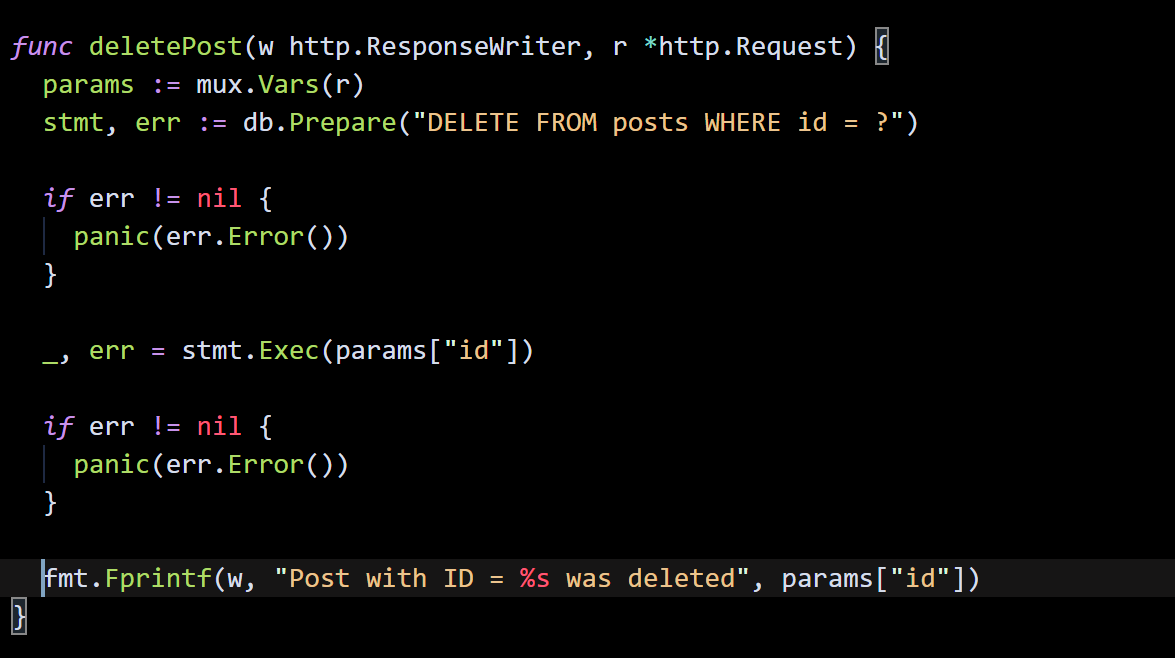 func deletePost(w http.ResponseWriter, r *http.Request) {
  params := mux.Vars(r)
  stmt, err := db.Prepare("DELETE FROM posts WHERE id = ?")
  if err != nil {
    panic(err.Error())
  }
  _, err = stmt.Exec(params["id"])
  if err != nil {
    panic(err.Error())
  }
  fmt.Fprintf(w, "Post with ID = %s was deleted", params["id"])
}